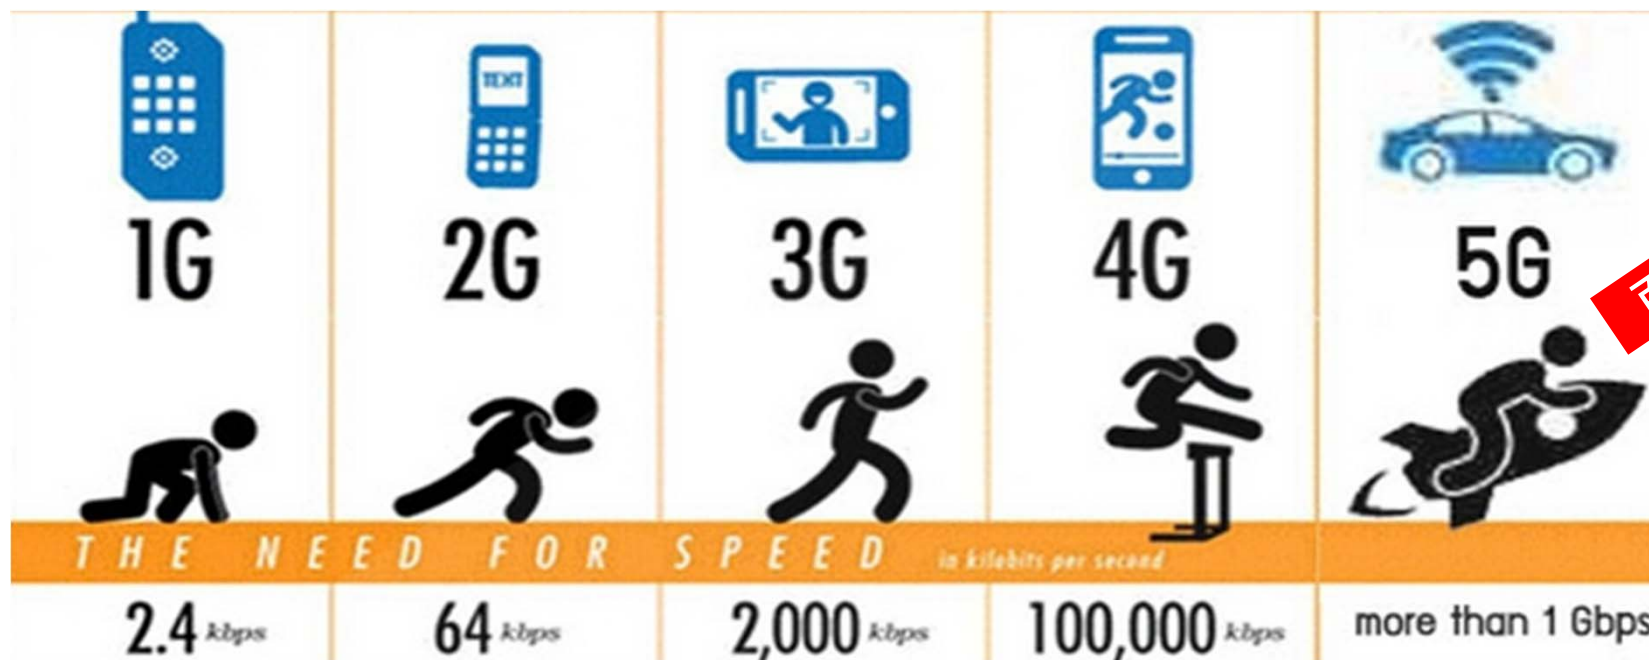 TEXT
1G 2G 3G 4G 5G
THE NEED FOR SPEED in kilobits per second
2.4 kbps 64 kbps 2,000 kbps 100,000 kbps more than 1 Gbps